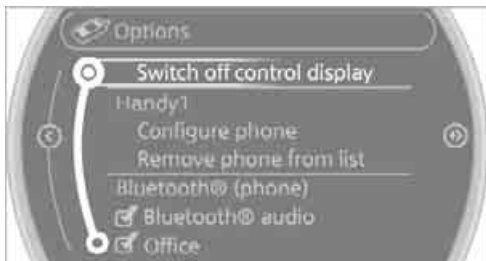 Options
Switch off control display
Handy1
Configure phone
Remove phone from list
Bluetooth® (phone)
Bluetooth® audio
Office